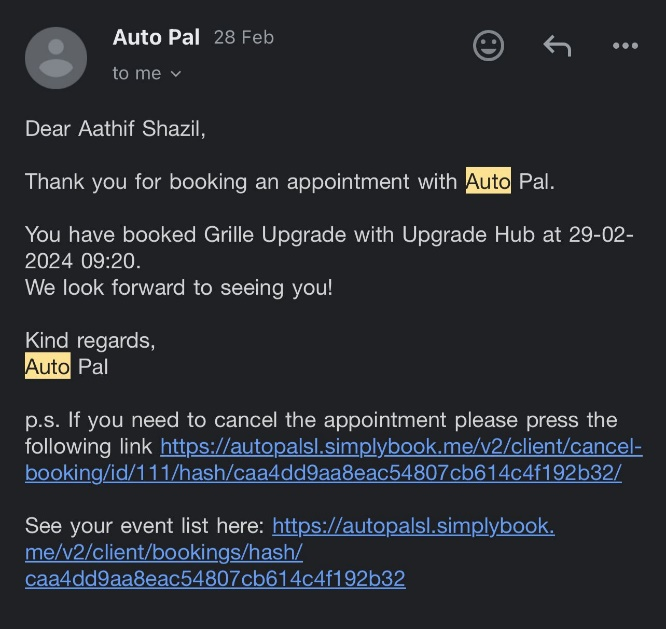 Auto Pal 28 Feb
to me
Dear Aathif Shazil,
Thank you for booking an appointment with Auto Pal.
You have booked Grille Upgrade with Upgrade Hub at 29-02-
2024 09:20.
We look forward to seeing you!
Kind regards,
Auto Pal
p.s. If you need to cancel the appointment please press the
following link https://autopalsl.simplybook.me/v2/client/cancel-
booking/id/111/hash/caa4dd9aa8eac54807cb614c4f192b32/
See your event list here: https://autopalsl.simplybook.
me/v2/client/bookings/hash/
caa4dd9aa8eac54807cb614c4f192b32